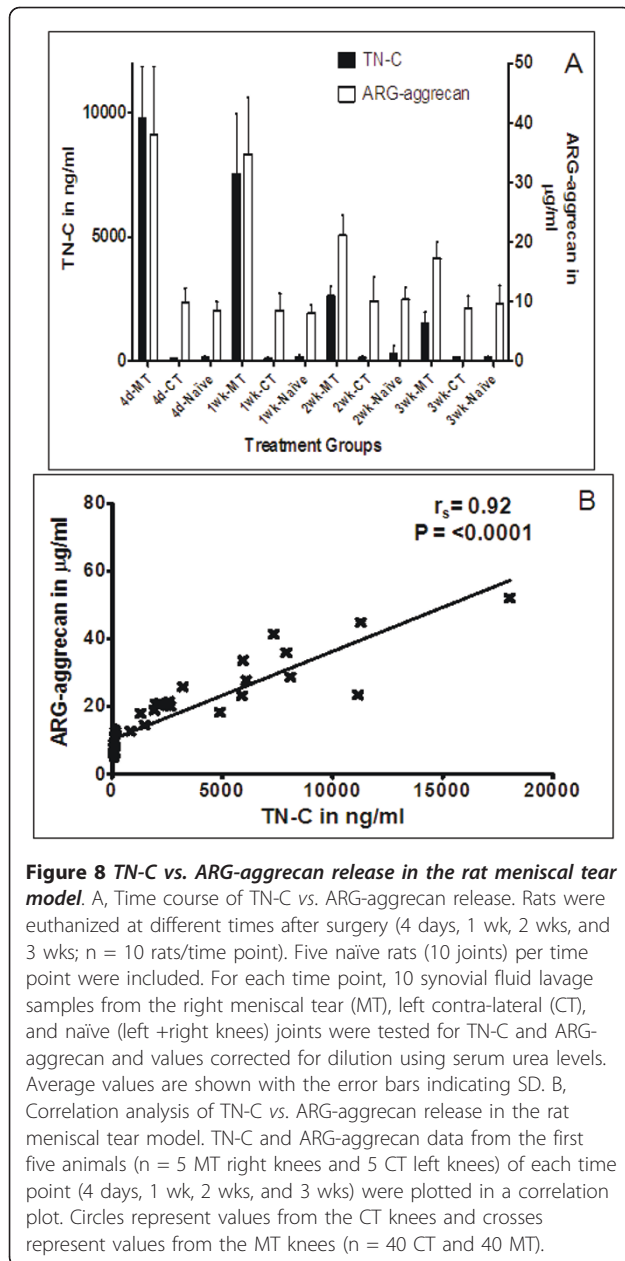 TN-C
ARG-aggrecan
A
TN-C in ng/ml
10000
5000
0
50
40
30
20
10
0
ARG-aggrecan in
µg/ml
4d-MT
4d-CT
4d-Naïve
1wk-MT
1wk-CT
1wk-Naïve
2wk-MT
2wk-CT
2wk-Naïve
3wk-MT
3wk-CT
3wk-Naïve
Treatment Groups
B
rs= 0.92
P = <0.0001
ARG-aggrecan in µg/ml
80
60
40
20
0
0 5000 10000 15000 20000
TN-C in ng/ml
Figure 8 TN-C vs. ARG-aggrecan release in the rat meniscal tear
model. A, Time course of TN-C vs. ARG-aggrecan release. Rats were
euthanized at different times after surgery (4 days, 1 wk, 2 wks, and
3 wks; n = 10 rats/time point). Five naïve rats (10 joints) per time
point were included. For each time point, 10 synovial fluid lavage
samples from the right meniscal tear (MT), left contra-lateral (CT),
and naïve (left +right knees) joints were tested for TN-C and ARG-
aggrecan and values corrected for dilution using serum urea levels.
Average values are shown with the error bars indicating SD. B,
Correlation analysis of TN-C vs. ARG-aggrecan release in the rat
meniscal tear model. TN-C and ARG-aggrecan data from the first
five animals (n = 5 MT right knees and 5 CT left knees) of each time
point (4 days, 1 wk, 2 wks, and 3 wks) were plotted in a correlation
plot. Circles represent values from the CT knees and crosses
represent values from the MT knees (n = 40 CT and 40 MT).